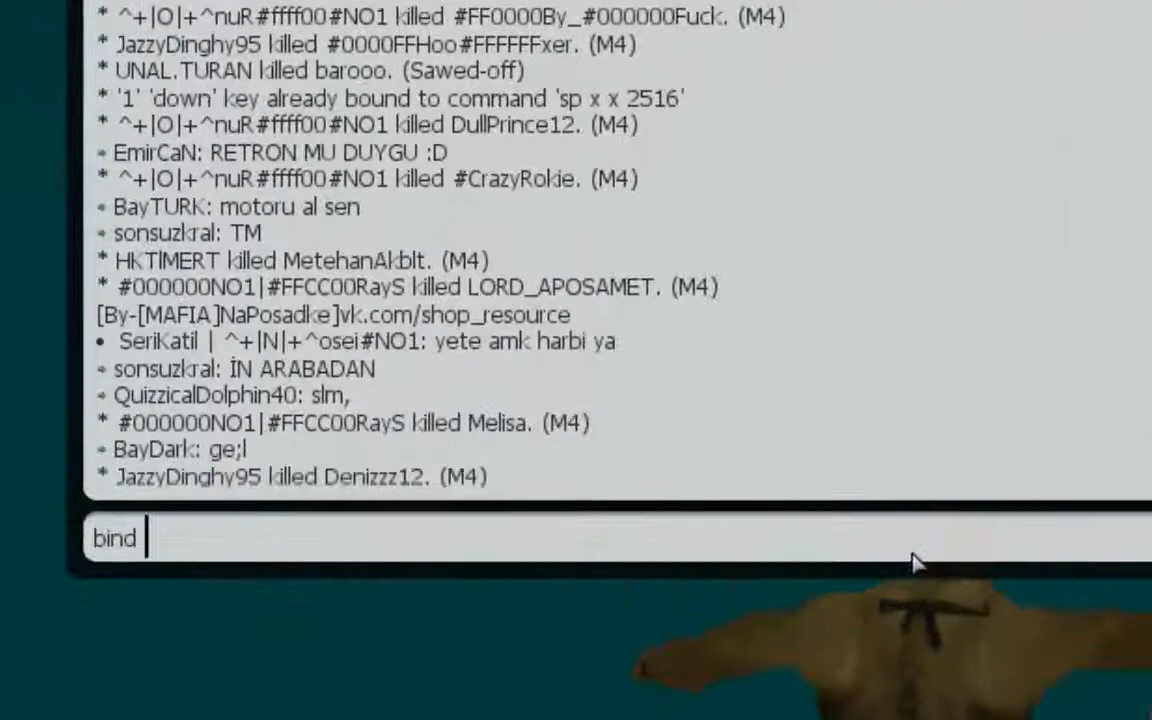 * ^+|O|+^nuR#ffff00#NO1 killed #FF0000By_#000000Fuck. (M4)
* JazzyDinghy95 killed #0000FFHoo#FFFFFFxer. (M4)
* UNAL.TURAN killed barooo. (Sawed-off)
* '1' 'down' key already bound to command 'sp x x 2516'
* ^+|O|+^nuR#ffff00#NO1 killed DullPrince12. (M4)
• EmirCaN: RETRON MU DUYGU :D
* ^+|O|+^nuR#ffff00#NO1 killed #CrazyRokie. (M4)
• BayTURK: motoru al sen
• sonsuzkral: TM
* HKTlMERT killed MetehanAkblt. (M4)
* #000000NO1|#FFCC00RayS killed LORD_APOSAMET. (M4)
[By-[MAFIA]NaPosadke]vk.com/shop_resource
• SeriKatil | ^+|N|+^osei#NO1: yete amk harbi ya
• sonsuzkral: İN ARABADAN
• QuizzicalDolphin40: slm,
* #000000NO1|#FFCC00RayS killed Melisa. (M4)
• BayDark: ge;l
* JazzyDinghy95 killed Denizzz12. (M4)
bind